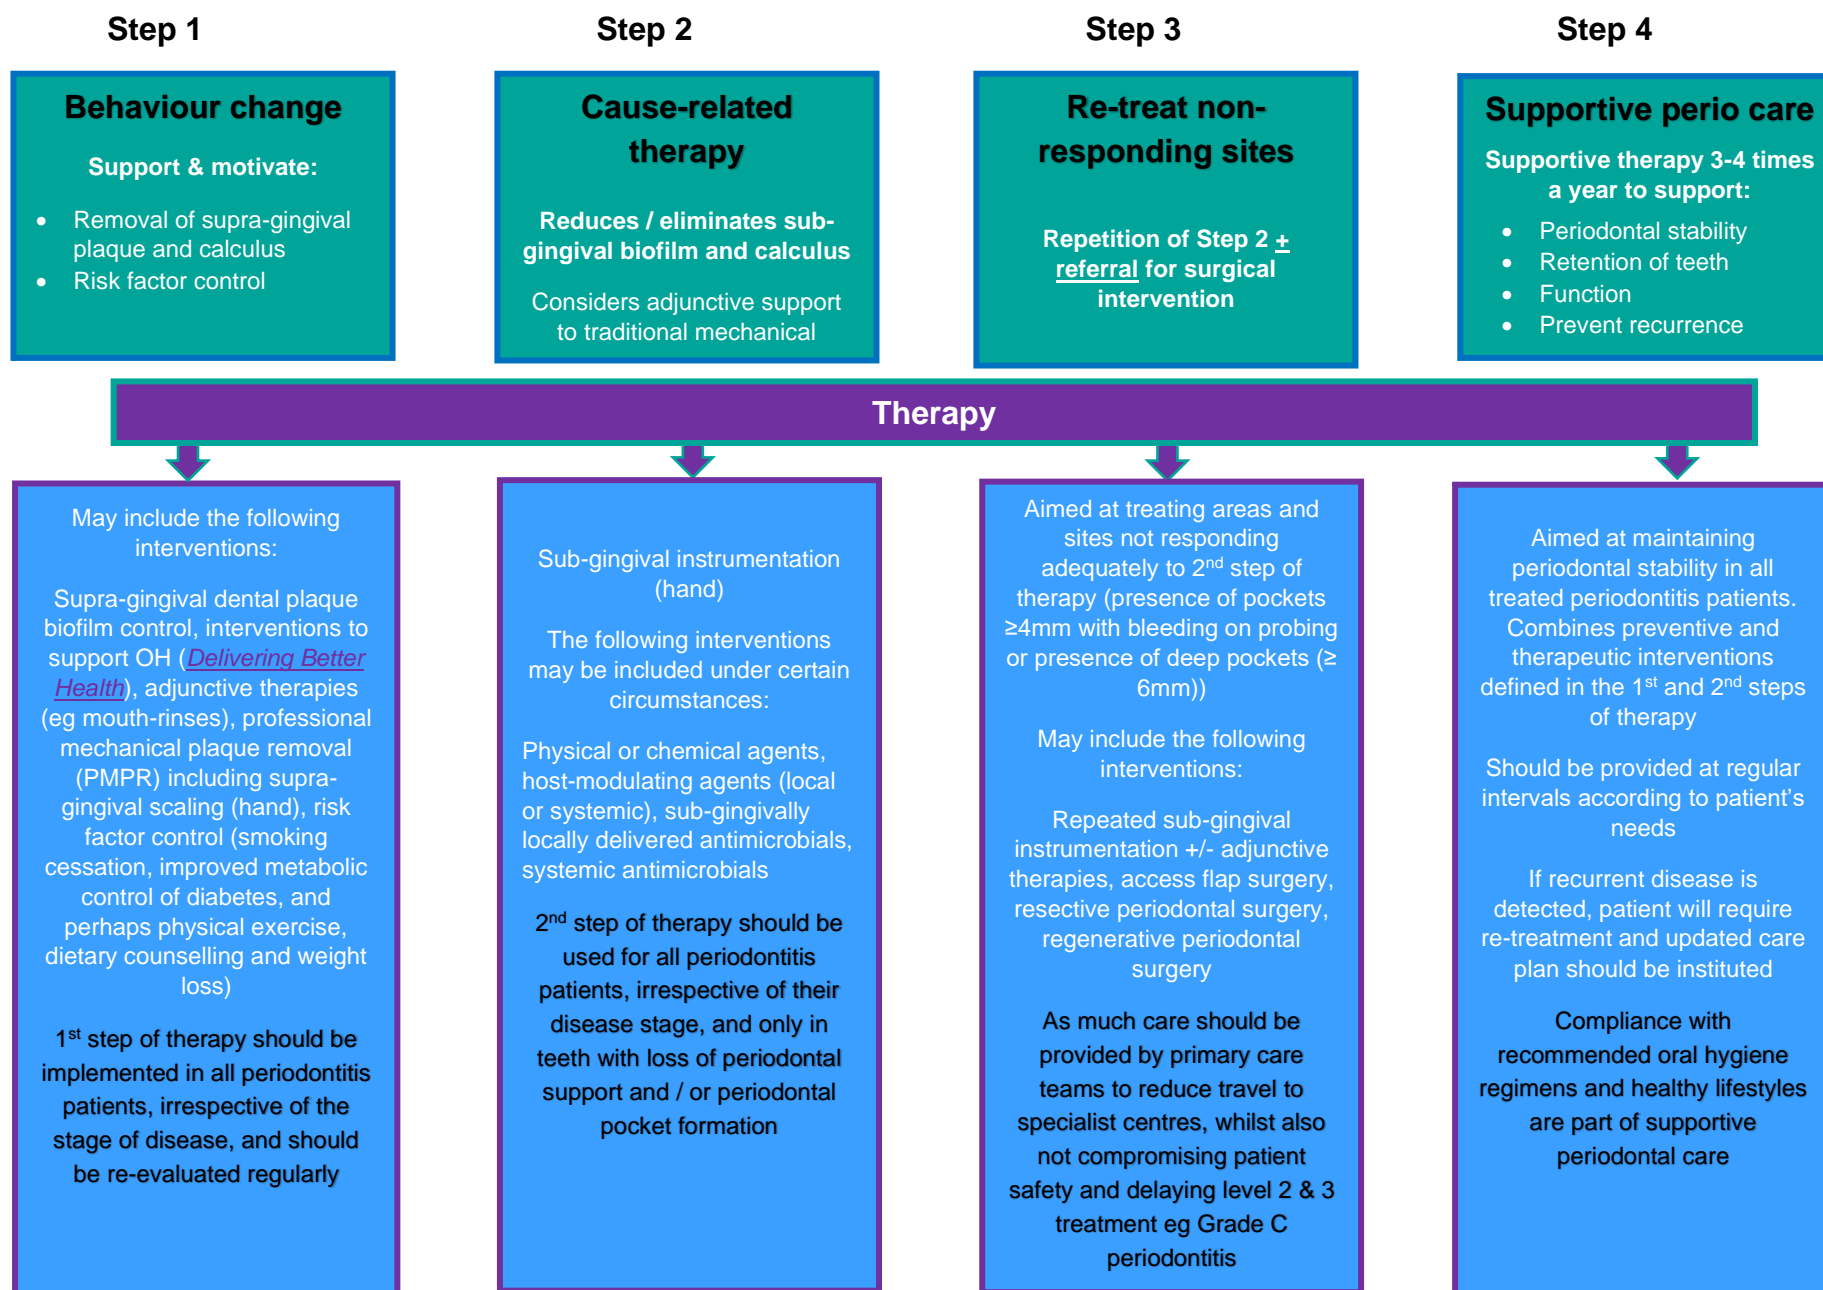 Step 1
Step 2
Step 3
Step 4
Behaviour change
Support & motivate:
• Removal of supra-gingival
plaque and calculus
• Risk factor control
Cause-related
therapy
Reduces / eliminates sub-
gingival biofilm and calculus
Considers adjunctive support
to traditional mechanical
Re-treat non-
responding sites
Repetition of Step 2 +
referral for surgical
intervention
Supportive perio care
Supportive therapy 3-4 times
a year to support:
• Periodontal stability
• Retention of teeth
• Function
• Prevent recurrence
Therapy
May include the following
interventions:
Supra-gingival dental plaque
biofilm control, interventions to
support OH (Delivering Better
Health), adjunctive therapies
(eg mouth-rinses), professional
mechanical plaque removal
(PMPR) including supra-
gingival scaling (hand), risk
factor control (smoking
cessation, improved metabolic
control of diabetes, and
perhaps physical exercise,
dietary counselling and weight
loss)
1st step of therapy should be
implemented in all periodontitis
patients, irrespective of the
stage of disease, and should
be re-evaluated regularly
Sub-gingival instrumentation
(hand)
The following interventions
may be included under certain
circumstances:
Physical or chemical agents,
host-modulating agents (local
or systemic), sub-gingivally
locally delivered antimicrobials,
systemic antimicrobials
2nd step of therapy should be
used for all periodontitis
patients, irrespective of their
disease stage, and only in
teeth with loss of periodontal
support and / or periodontal
pocket formation
Aimed at treating areas and
sites not responding
adequately to 2nd step of
therapy (presence of pockets
≥4mm with bleeding on probing
or presence of deep pockets (≥
6mm))
May include the following
interventions:
Repeated sub-gingival
instrumentation +/- adjunctive
therapies, access flap surgery,
resective periodontal surgery,
regenerative periodontal
surgery
As much care should be
provided by primary care
teams to reduce travel to
specialist centres, whilst also
not compromising patient
safety and delaying level 2 & 3
treatment eg Grade C
periodontitis
Aimed at maintaining
periodontal stability in all
treated periodontitis patients.
Combines preventive and
therapeutic interventions
defined in the 1st and 2nd steps
of therapy
Should be provided at regular
intervals according to patient’s
needs
If recurrent disease is
detected, patient will require
re-treatment and updated care
plan should be instituted
Compliance with
recommended oral hygiene
regimens and healthy lifestyles
are part of supportive
periodontal care